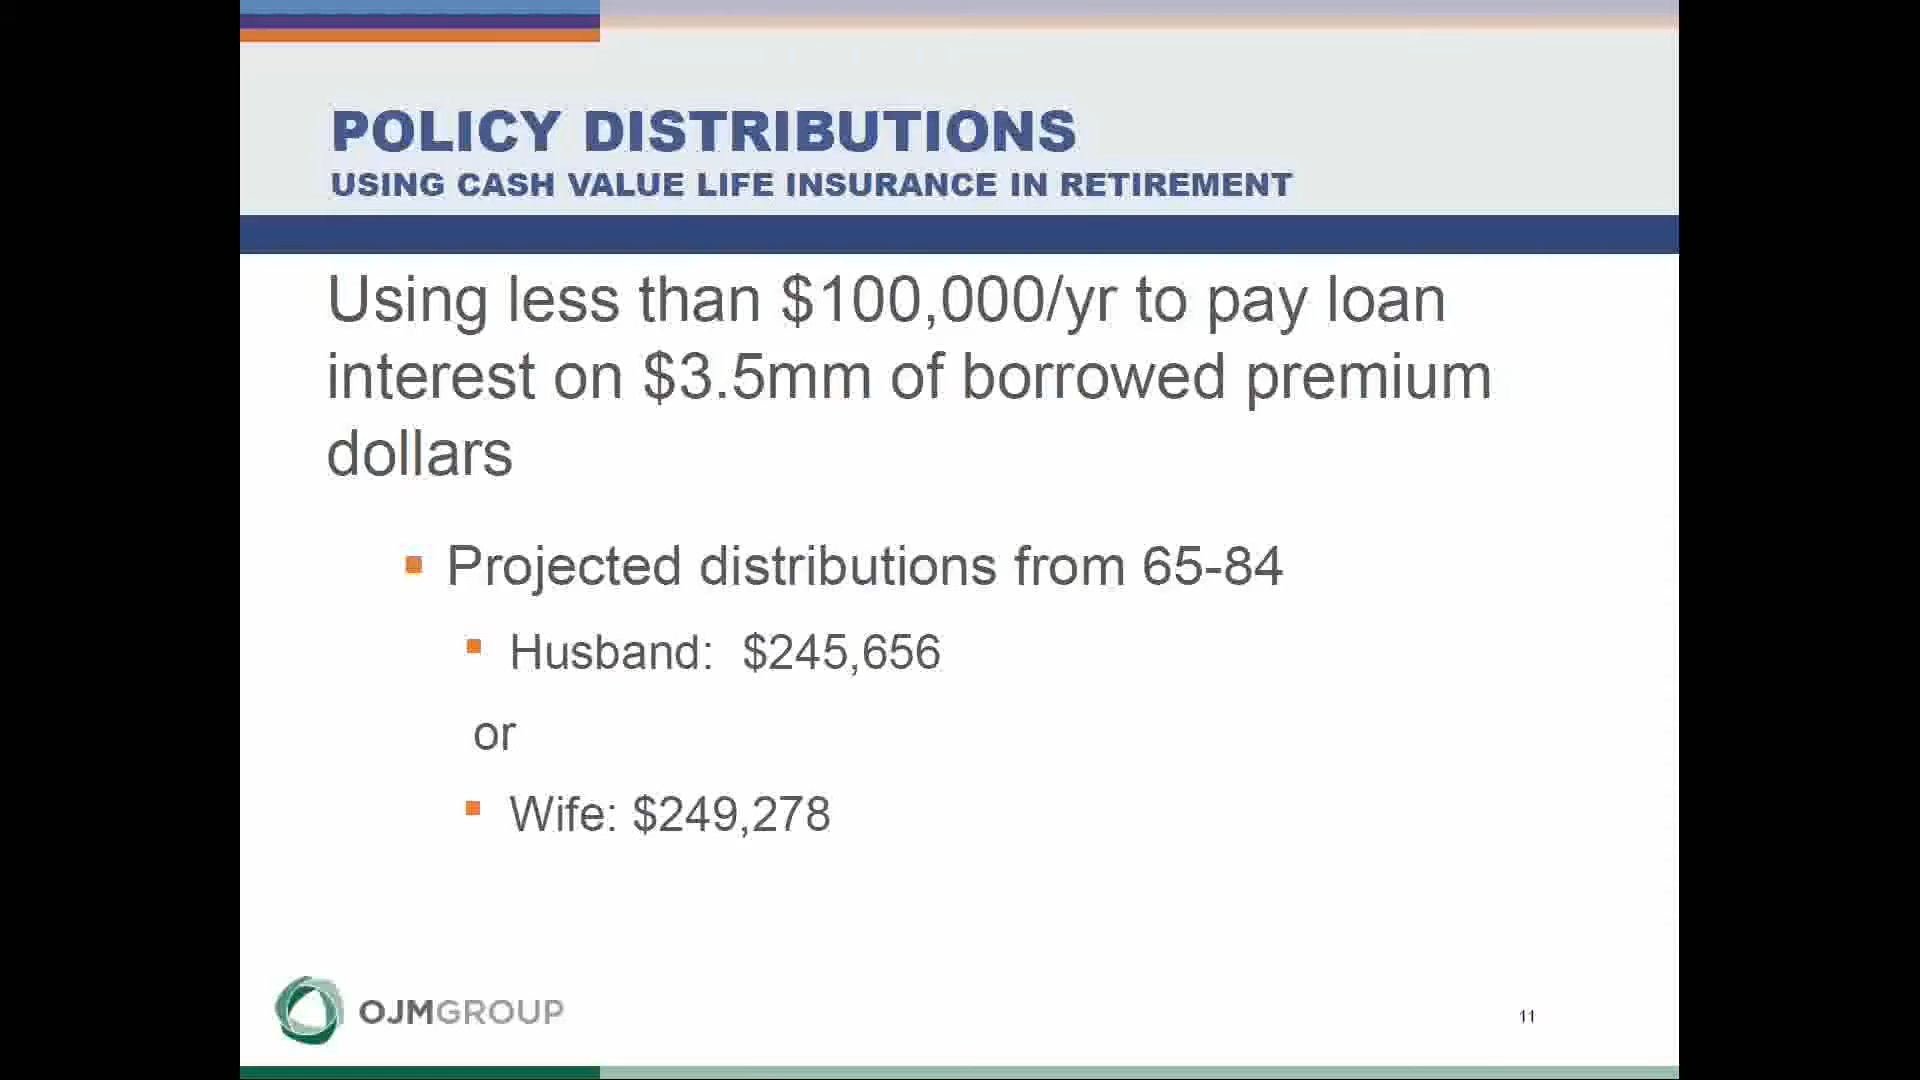 POLICY DISTRIBUTIONS
USING CASH VALUE LIFE INSURANCE IN RETIREMENT
Using less than $100,000/yr to pay loan
interest on $3.5mm of borrowed premium
dollars
Projected distributions from 65-84
Husband: $245,656
or
Wife: $249,278
OJMGROUP
11